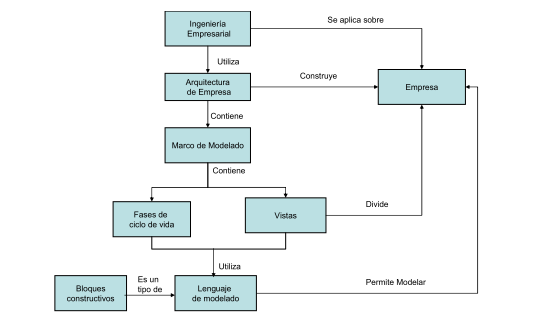 Ingeniería
Empresarial
Se aplica sobre
Utiliza
Arquitectura
de Empresa
Construye
Empresa
Contiene
Marco de Modelado
Contiene
Fases de
ciclo de vida
Vistas
Divide
Utiliza
Bloques
constructivos
Es un
tipo de
Lenguaje
de modelado
Permite Modelar